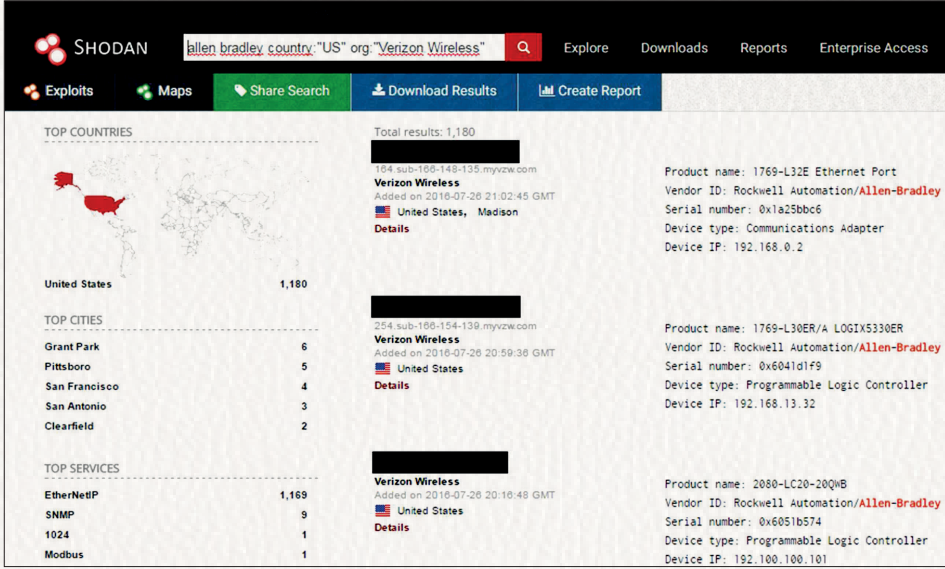 SHODAN
allen bradley country:"US" org:"Verizon Wireless"
Explore
Downloads
Reports
Enterprise Access
Exploits
Maps
Share Search
Download Results
Create Report
TOP COUNTRIES
United States 1,180
TOP CITIES
Grant Park 6
Pittsboro 5
San Francisco 4
San Antonio 3
Clearfield 2
TOP SERVICES
EtherNetIP 1,169
SNMP 9
1024 1
Modbus 1
Total results: 1,180
164.sub-166-148-135.myvzw.com
Verizon Wireless
Added on 2016-07-26 21:02:45 GMT
United States, Madison
Details
Product name: 1769-L32E Ethernet Port
Vendor ID: Rockwell Automation/Allen-Bradley
Serial number: 0x1a25bbc6
Device type: Communications Adapter
Device IP: 192.168.0.2
254.sub-166-154-139.myvzw.com
Verizon Wireless
Added on 2016-07-26 20:59:36 GMT
United States
Details
Product name: 1769-L30ER/A LOGIX5330ER
Vendor ID: Rockwell Automation/Allen-Bradley
Serial number: 0x6041d1f9
Device type: Programmable Logic Controller
Device IP: 192.168.13.32
Verizon Wireless
Added on 2016-07-26 20:16:48 GMT
United States
Details
Product name: 2080-LC20-20QWB
Vendor ID: Rockwell Automation/Allen-Bradley
Serial number: 0x6051b574
Device type: Programmable Logic Controller
Device IP: 192.100.100.101